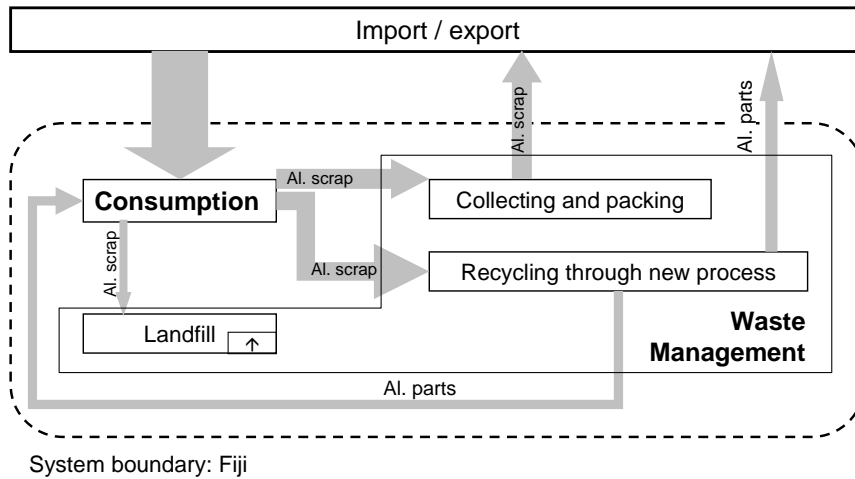 Import / export
Al. scrap
Al. parts
Al. scrap
Consumption
Collecting and packing
Al. scrap
Al. scrap
Recycling through new process
Landfill
Waste
Management
Al. parts
System boundary: Fiji